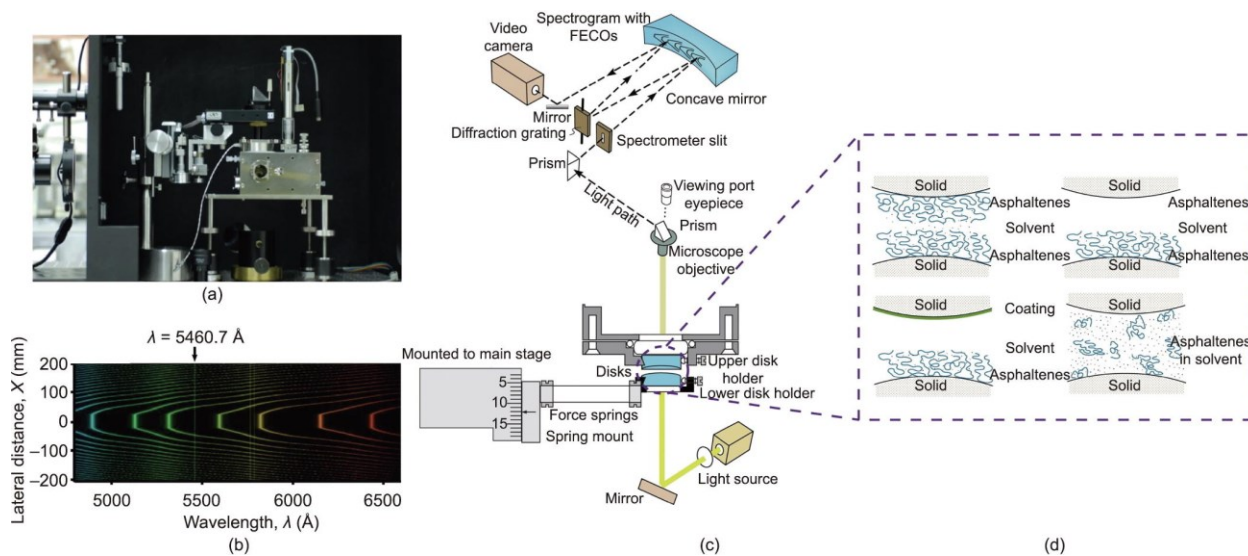 (a)
λ = 5460.7 Å
Lateral distance, X (mm)
200
100
0
−100
−200
5000
5500
6000
6500
Wavelength, λ (Å)
(b)
Spectrogram with
FECOs
Video
camera
Concave mirror
Mirror
Diffraction grating
Spectrometer slit
Prism
Light path
Viewing port
eyepiece
Prism
Microscope
objective
Mounted to main stage
5
10
15
Disks
Upper disk
holder
Lower disk holder
Force springs
Spring mount
Light source
Mirror
(c)
Solid
Asphaltenes
Solvent
Asphaltenes
Solid
Solid
Asphaltenes
Solvent
Asphaltenes
Solid
Solid
Coating
Solvent
Asphaltenes
Solid
Solid
Asphaltenes
in solvent
Solid
(d)